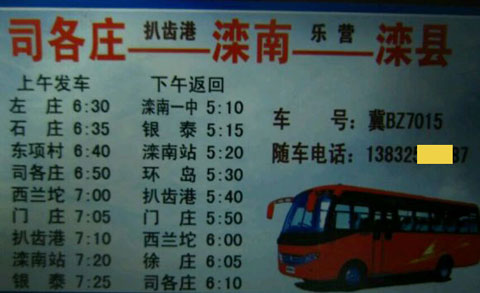 司各庄——扒齿港——滦南——乐营——滦县
上午发车 下午返回
左庄 6:30 滦南一中 5:10
石庄 6:35 银泰 5:15
东项村 6:40 滦南站 5:20
司各庄 6:50 环岛 5:30
西兰坨 7:00 扒齿港 5:40
门庄 7:05 门庄 5:50
扒齿港 7:10 西兰坨 6:00
滦南站 7:20 徐庄 6:05
银泰 7:25 司各庄 6:10
车号：冀BZ7015
随车电话：13832 37